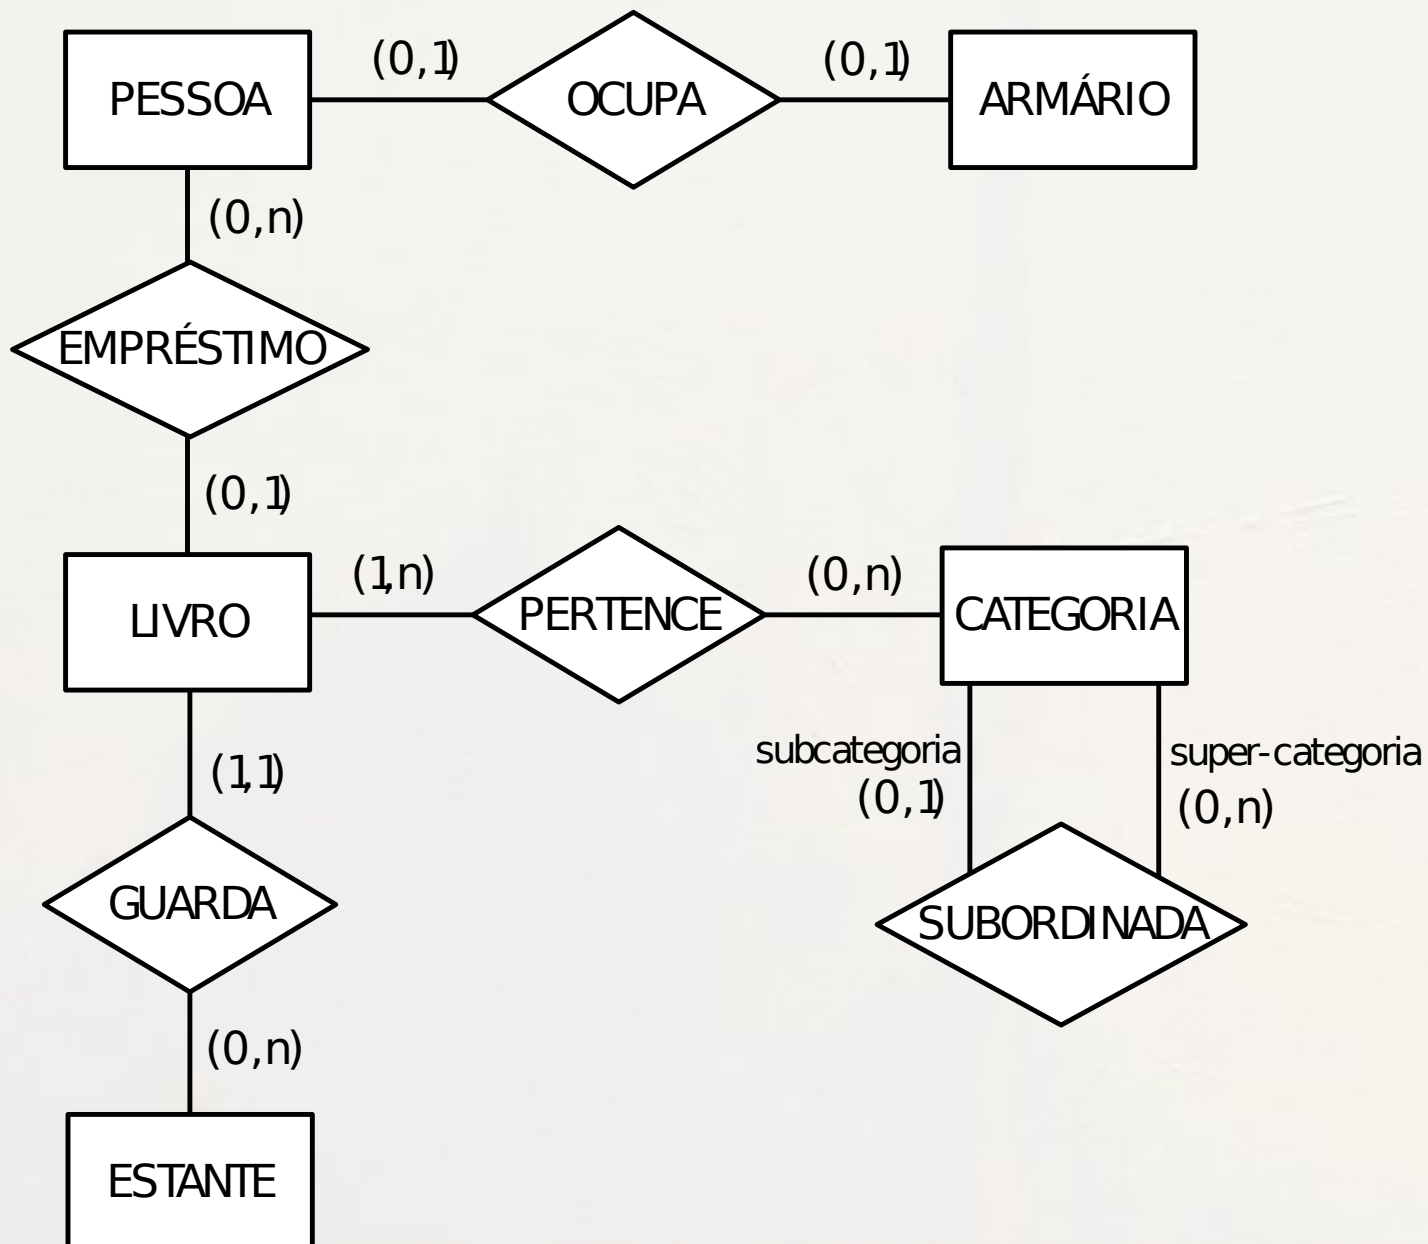 PESSOA
(0,1)
OCUPA
(0,1)
ARMÁRIO
(0,n)
EMPRÉSTIMO
(0,1)
LIVRO
(1,n)
PERTENCE
(0,n)
CATEGORIA
(1,1)
subcategoria
(0,1)
super-categoria
(0,n)
GUARDA
SUBORDINADA
(0,n)
ESTANTE